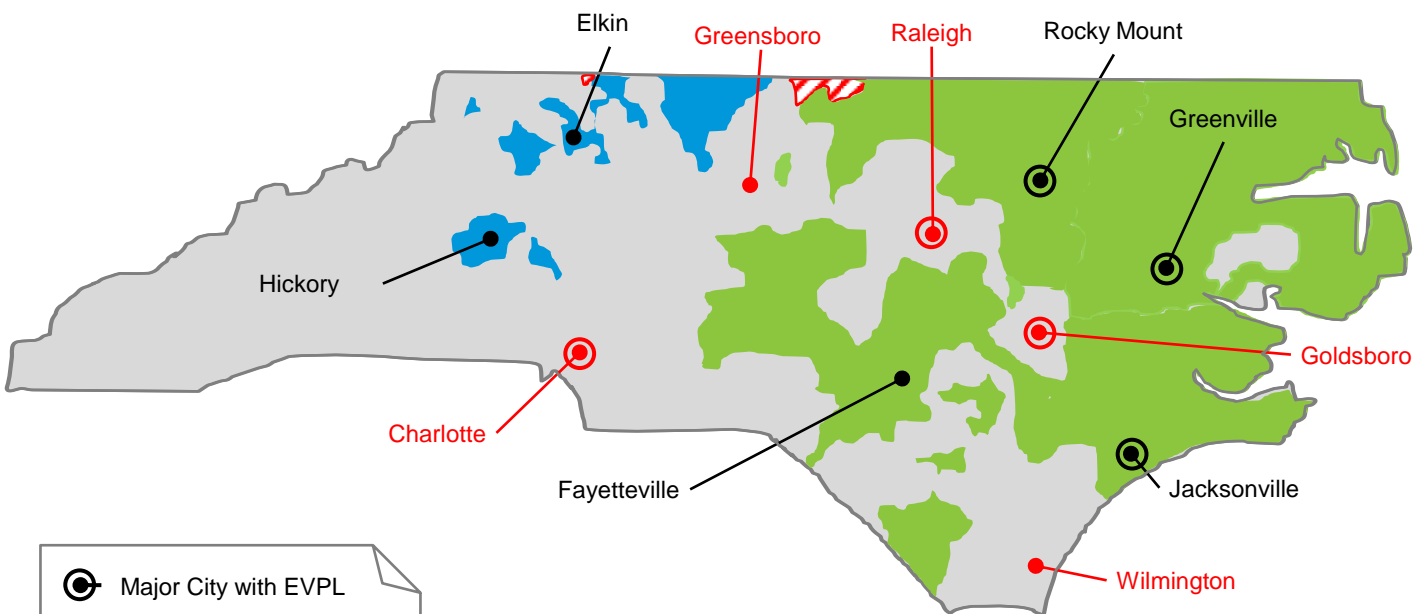 Elkin
Greensboro
Raleigh
Rocky Mount
Greenville
Hickory
Goldsboro
Charlotte
Fayetteville
Jacksonville
Wilmington
Major City with EVPL